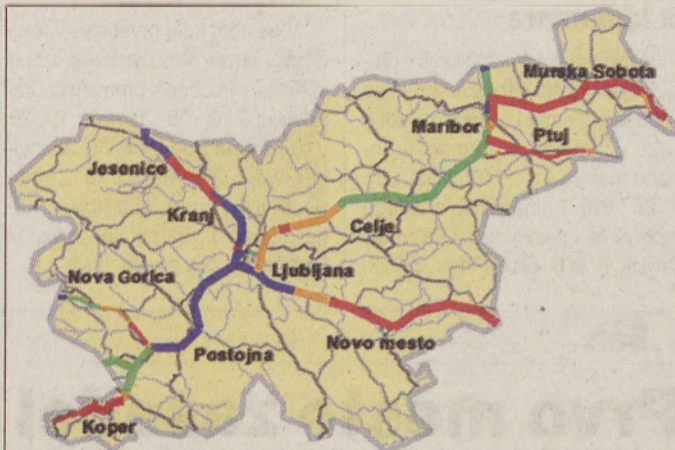 Murska Sobota
Maribor
Ptuj
Jesenice
Kranj
Celje
Nova Gorica
Ljubljana
Postojna
Novo mesto
Koper